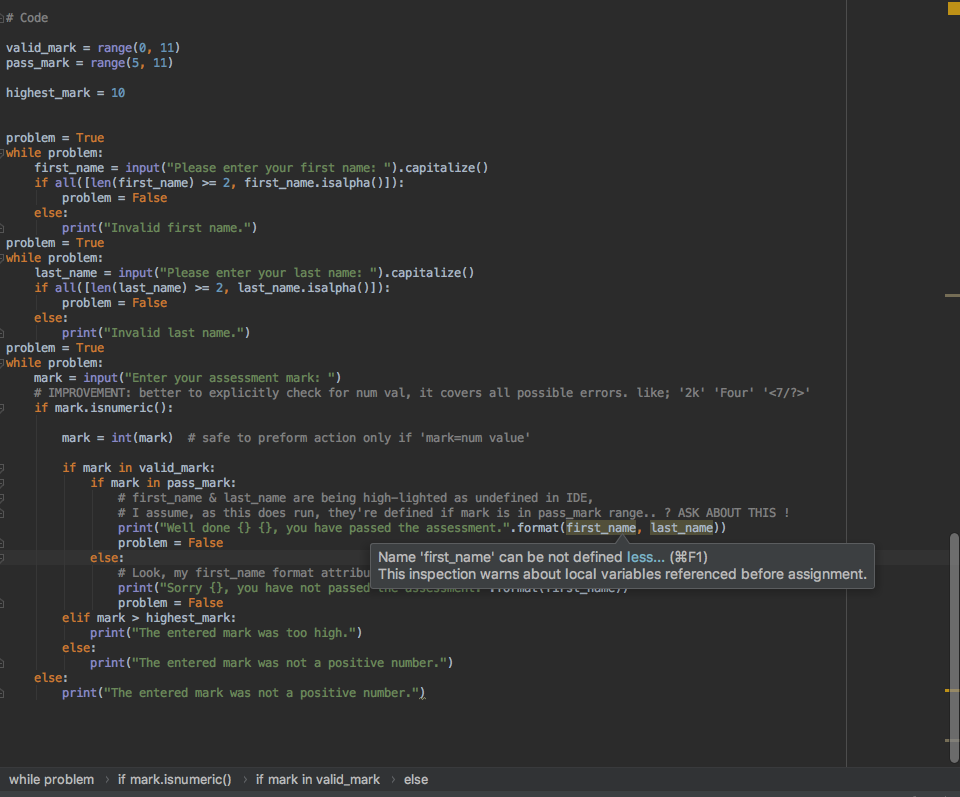 # Code
valid_mark = range(0, 11)
pass_mark = range(5, 11)
highest_mark = 10
problem = True
while problem:
    first_name = input("Please enter your first name: ").capitalize()
    if all([len(first_name) >= 2, first_name.isalpha()]):
        problem = False
    else:
        print("Invalid first name.")
problem = True
while problem:
    last_name = input("Please enter your last name: ").capitalize()
    if all([len(last_name) >= 2, last_name.isalpha()]):
        problem = False
    else:
        print("Invalid last name.")
problem = True
while problem:
    mark = input("Enter your assessment mark: ")
    # IMPROVEMENT: better to explicitly check for num val, it covers all possible errors. like; '2k' 'Four' '<7/?>'
    if mark.isnumeric():
        mark = int(mark)  # safe to preform action only if 'mark=num value'
        if mark in valid_mark:
            if mark in pass_mark:
                # first_name & last_name are being high-lighted as undefined in IDE,
                # I assume, as this does run, they're defined if mark is in pass_mark range.. ? ASK ABOUT THIS !
                print("Well done {} {}, you have passed the assessment.".format(first_name, last_name))
                problem = False
            else:
Name 'first_name' can be not defined less... (⌘F1)
This inspection warns about local variables referenced before assignment.
                # Look, my first_name format attribu
                print("Sorry {}, you have not passed the assessment.".format(first_name))
                problem = False
        elif mark > highest_mark:
            print("The entered mark was too high.")
        else:
            print("The entered mark was not a positive number.")
    else:
        print("The entered mark was not a positive number.")
while problem › if mark.isnumeric() › if mark in valid_mark › else